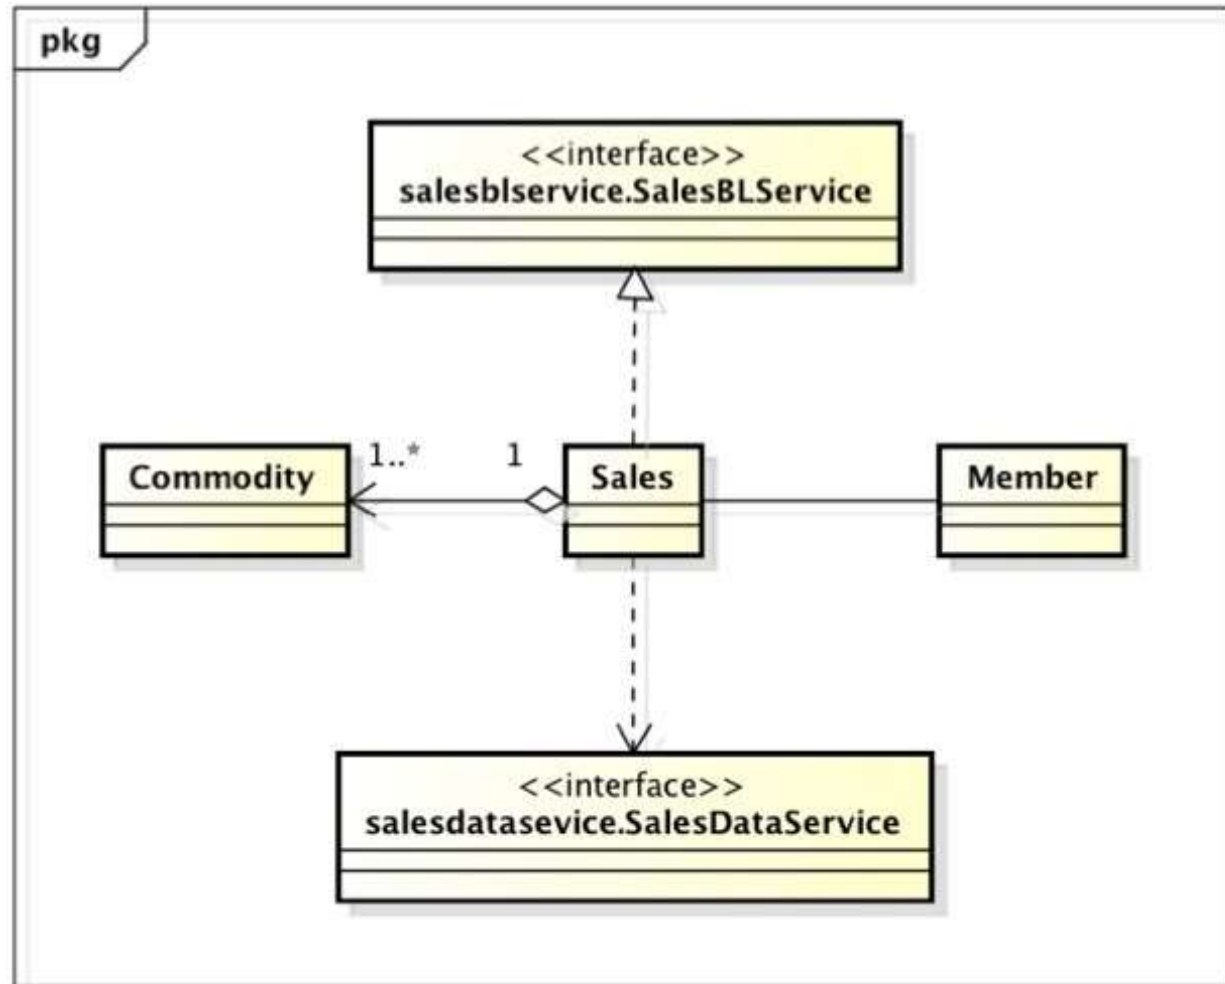 pkg
<<interface>>
salesblservice.SalesBLService
Commodity
1..*
1
Sales
Member
<<interface>>
salesdatasevice.SalesDataService